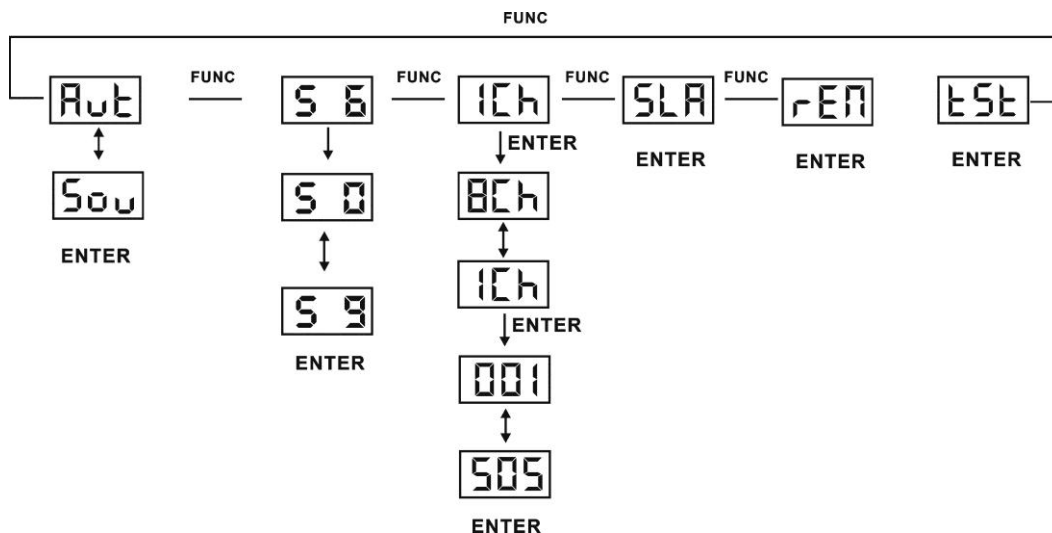 FUNC
FUNC FUNC FUNC FUNC
Aut S 6 1Ch SLA rEM tSt
ENTER
ENTER ENTER ENTER
Sou S 0 8Ch
ENTER
S 9 1Ch
ENTER
ENTER
001
505
ENTER